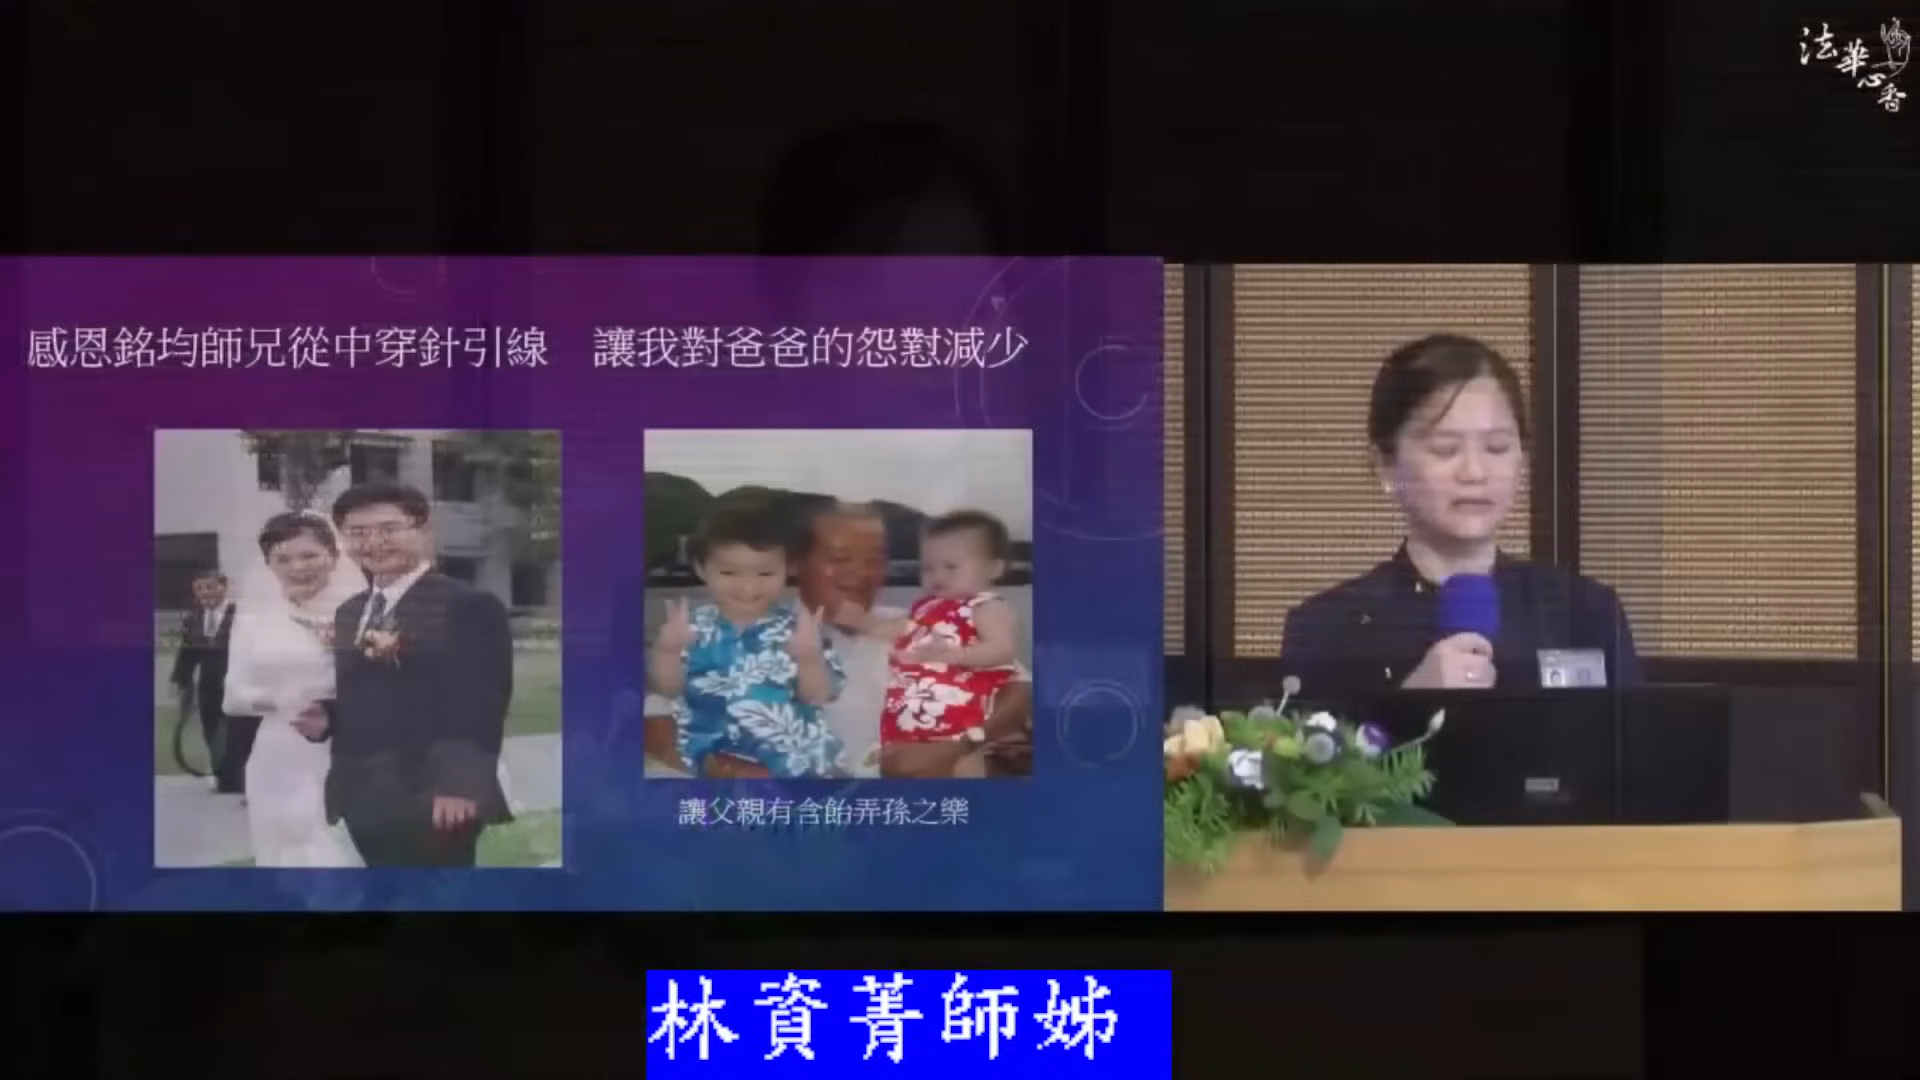 法華心香
感恩銘均師兄從中穿針引線 讓我對爸爸的怨懟減少
讓父親有含飴弄孫之樂
林資菁師姊